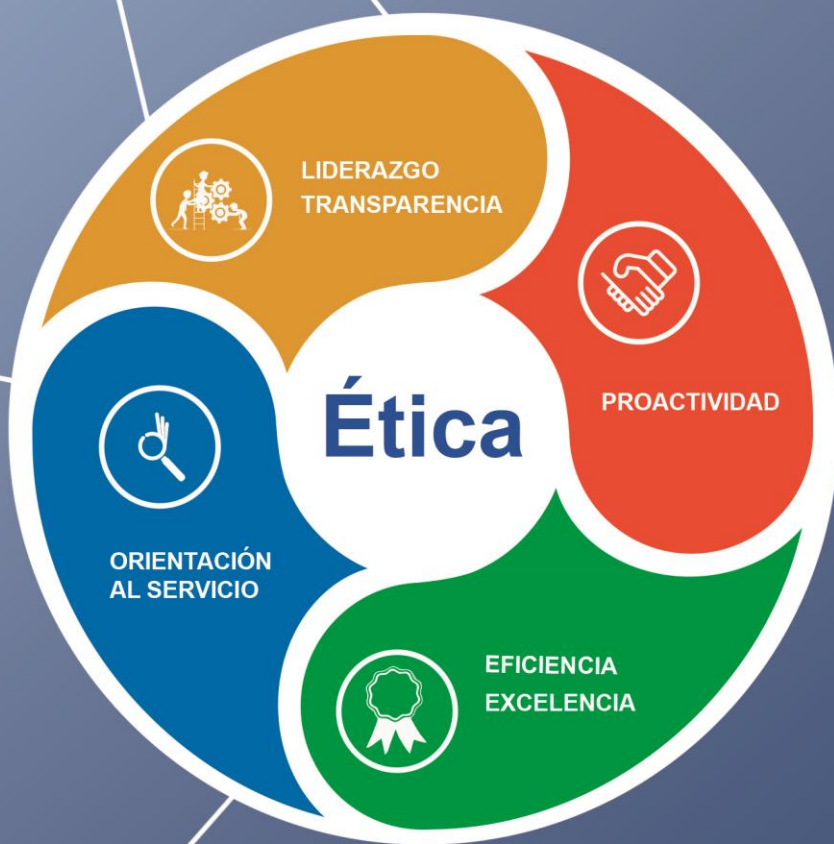 LIDERAZGO
TRANSPARENCIA
PROACTIVIDAD
Ética
ORIENTACIÓN
AL SERVICIO
EFICIENCIA
EXCELENCIA